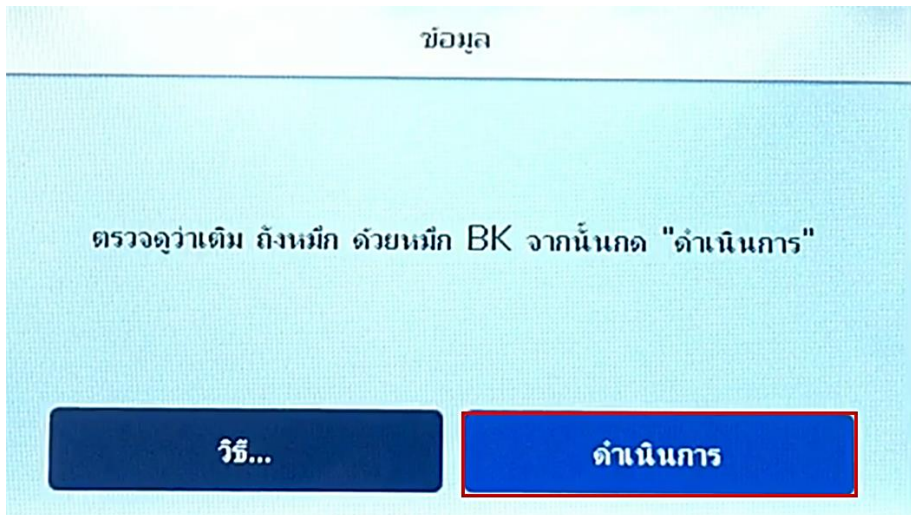 ข้อมูล
ตรวจดูว่าเติม ถังหมึก ด้วยหมึก BK จากนั้นกด "ดำเนินการ"
วิธี...
ดำเนินการ